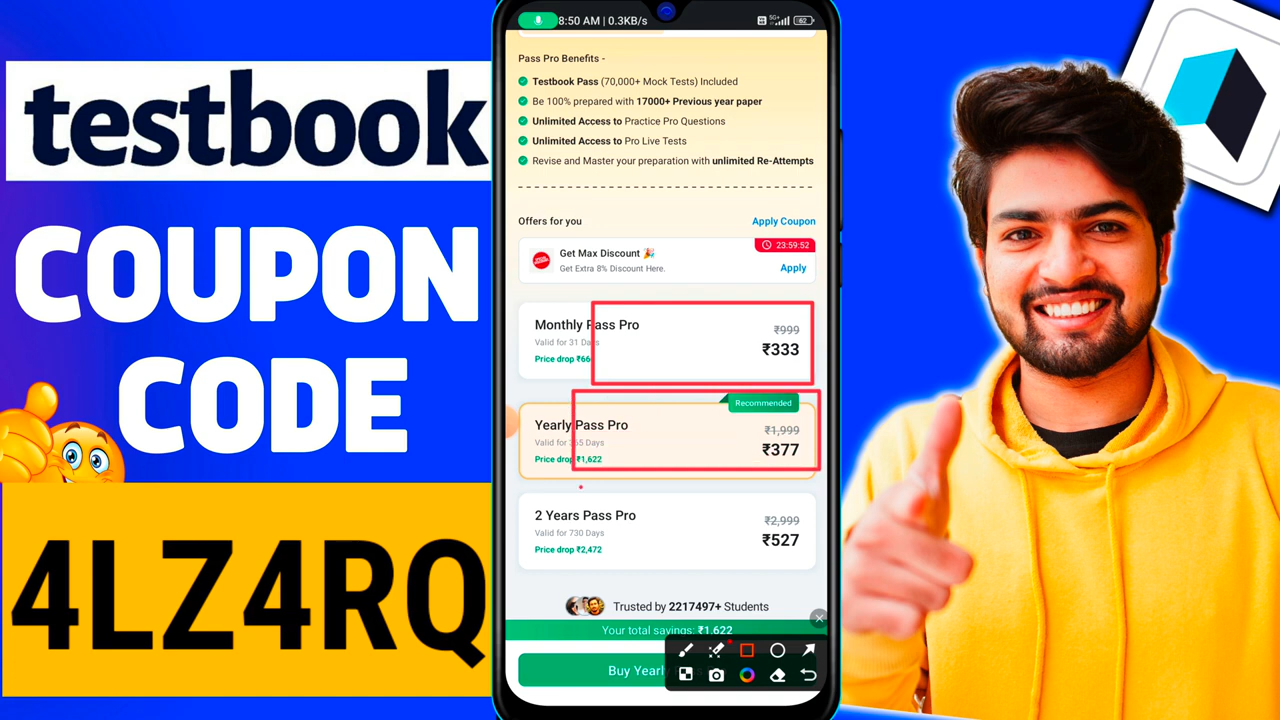 testbook
COUPON
CODE
4LZ4RQ
8:50 AM | 0.3KB/s
5G+
62
Pass Pro Benefits -
Testbook Pass (70,000+ Mock Tests) Included
Be 100% prepared with 17000+ Previous year paper
Unlimited Access to Practice Pro Questions
Unlimited Access to Pro Live Tests
Revise and Master your preparation with unlimited Re-Attempts
Offers for you
Apply Coupon
23:59:52
Get Max Discount 🎉
Get Extra 8% Discount Here.
Apply
Monthly Pass Pro
₹999
Valid for 31 Days
₹333
Price drop ₹66
Recommended
Yearly Pass Pro
₹1,999
Valid for 365 Days
₹377
Price drop ₹1,622
2 Years Pass Pro
₹2,999
Valid for 730 Days
₹527
Price drop ₹2,472
Trusted by 2217497+ Students
Your total savings: ₹1,622
Buy Yearly